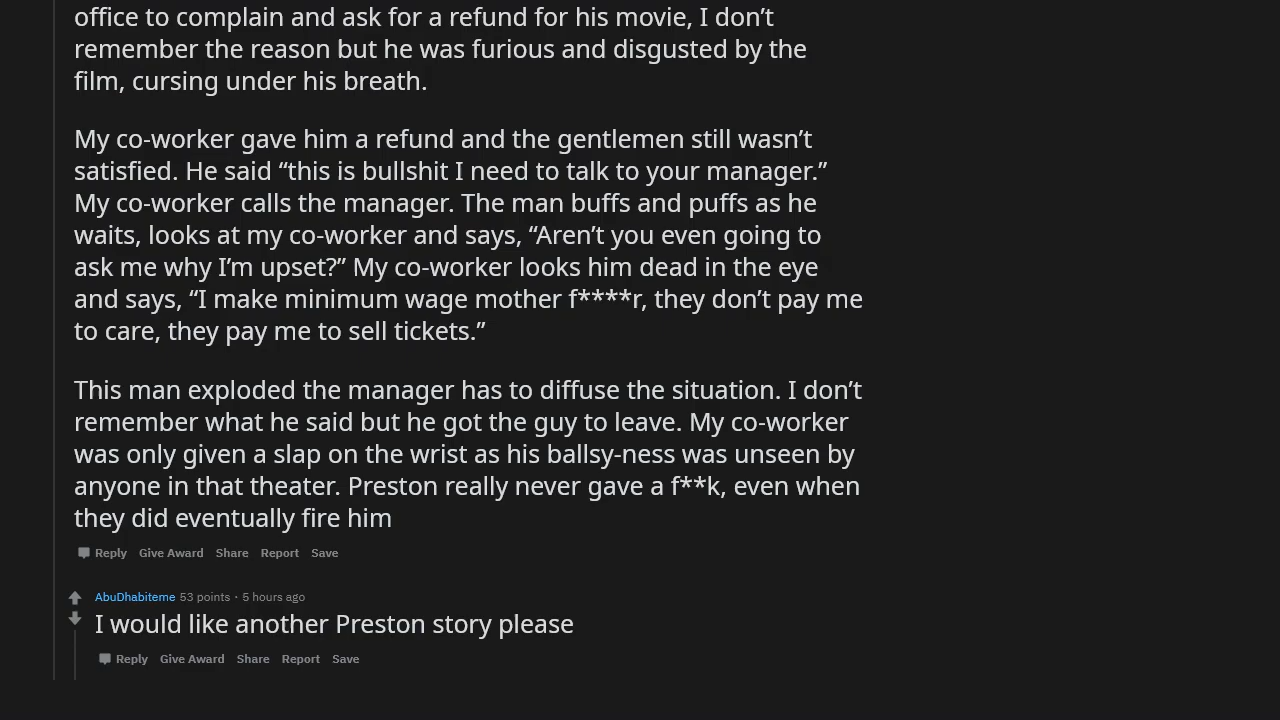 office to complain and ask for a refund for his movie, I don’t
remember the reason but he was furious and disgusted by the
film, cursing under his breath.
My co-worker gave him a refund and the gentlemen still wasn’t
satisfied. He said “this is bullshit I need to talk to your manager.”
My co-worker calls the manager. The man buffs and puffs as he
waits, looks at my co-worker and says, “Aren’t you even going to
ask me why I’m upset?” My co-worker looks him dead in the eye
and says, “I make minimum wage mother f****r, they don’t pay me
to care, they pay me to sell tickets.”
This man exploded the manager has to diffuse the situation. I don’t
remember what he said but he got the guy to leave. My co-worker
was only given a slap on the wrist as his ballsy-ness was unseen by
anyone in that theater. Preston really never gave a f**k, even when
they did eventually fire him
Reply Give Award Share Report Save
AbuDhabiteme 53 points · 5 hours ago
I would like another Preston story please
Reply Give Award Share Report Save